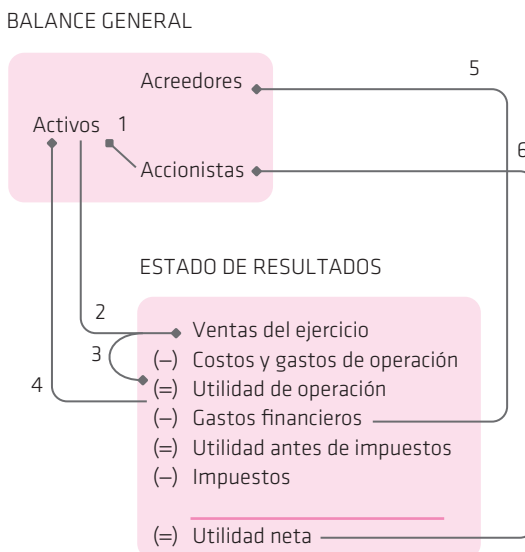 BALANCE GENERAL
5
Acreedores
Activos 1
6
Accionistas
ESTADO DE RESULTADOS
2
Ventas del ejercicio
3
(–) Costos y gastos de operación
4
(=) Utilidad de operación
(–) Gastos financieros
(=) Utilidad antes de impuestos
(–) Impuestos
(=) Utilidad neta